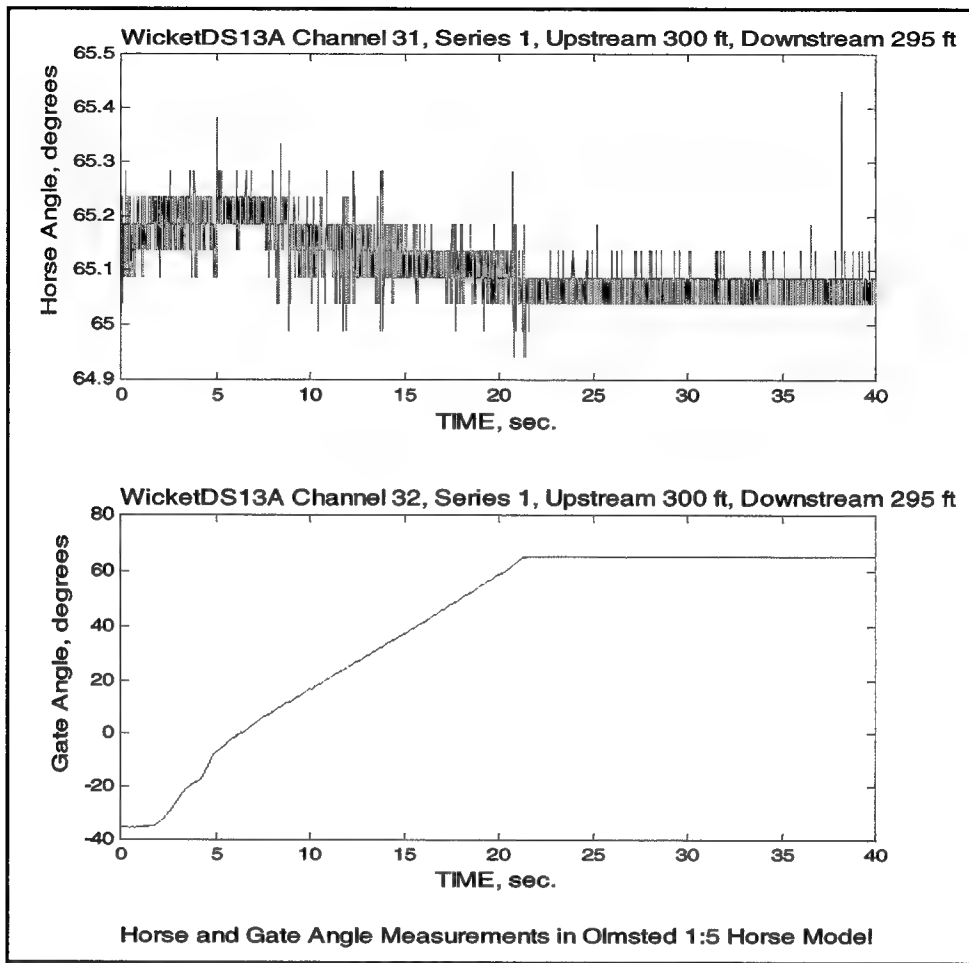 WicketDS13A Channel 31, Series 1, Upstream 300 ft, Downstream 295 ft
65.5
65.4
65.3
65.2
65.1
65
64.9
Horse Angle, degrees
0 5 10 15 20 25 30 35 40
TIME, sec.
WicketDS13A Channel 32, Series 1, Upstream 300 ft, Downstream 295 ft
80
60
40
20
0
-20
-40
Gate Angle, degrees
0 5 10 15 20 25 30 35 40
TIME, sec.
Horse and Gate Angle Measurements in Olmsted 1:5 Horse Model